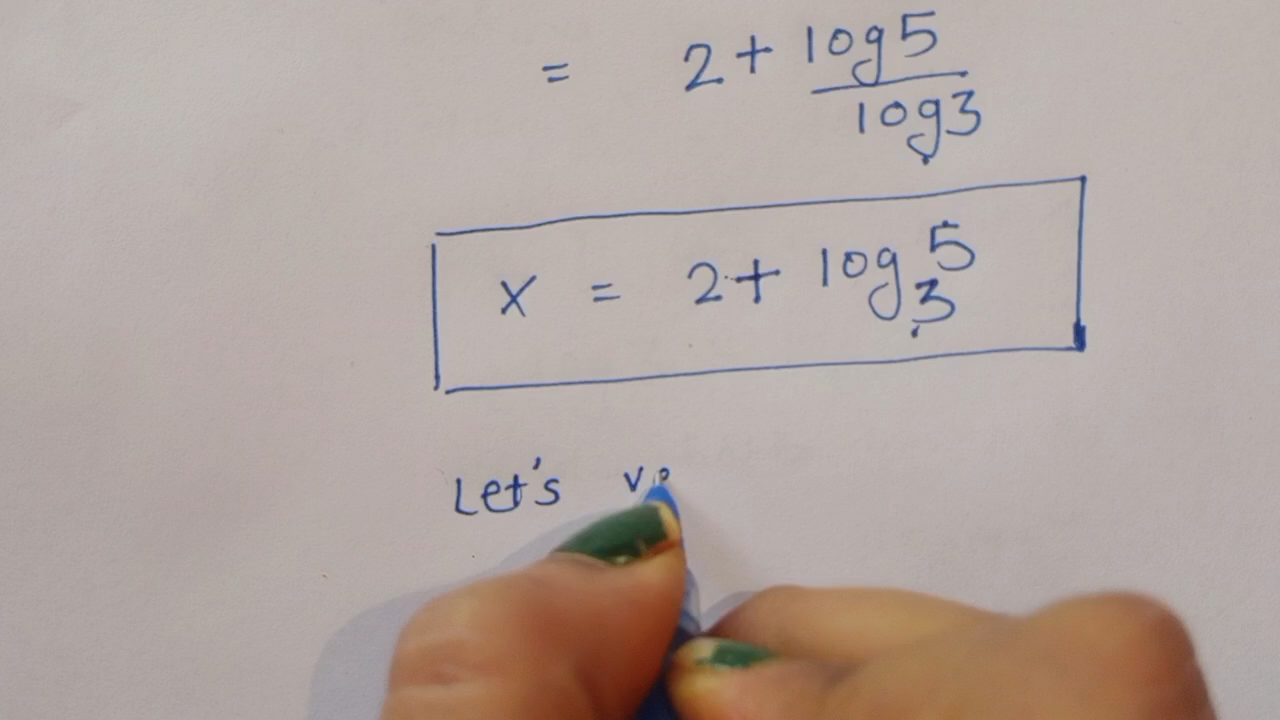 = 2 + log5
log3
x = 2 + log₃5
Let's